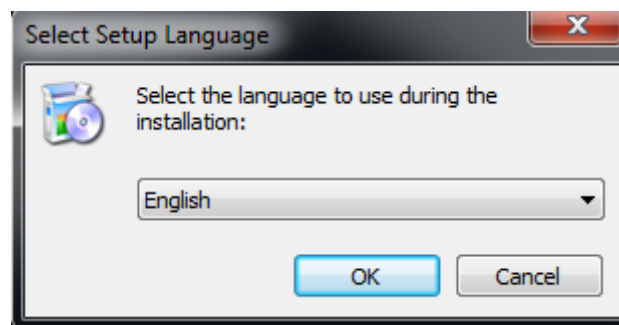 Select Setup Language
Select the language to use during the
installation:
English
OK
Cancel